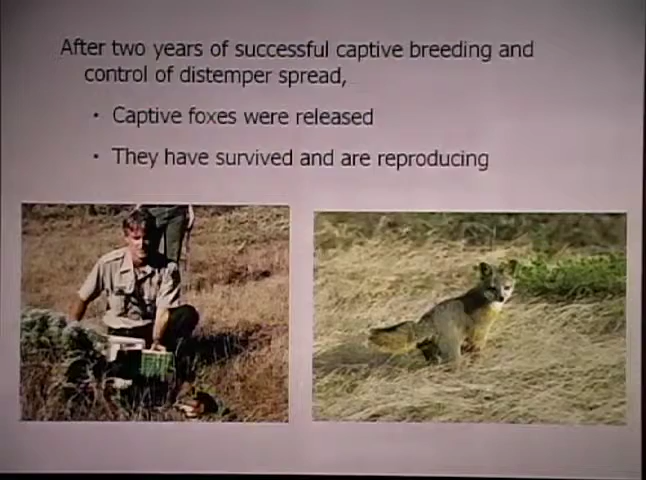 After two years of successful captive breeding and
control of distemper spread,
• Captive foxes were released
• They have survived and are reproducing